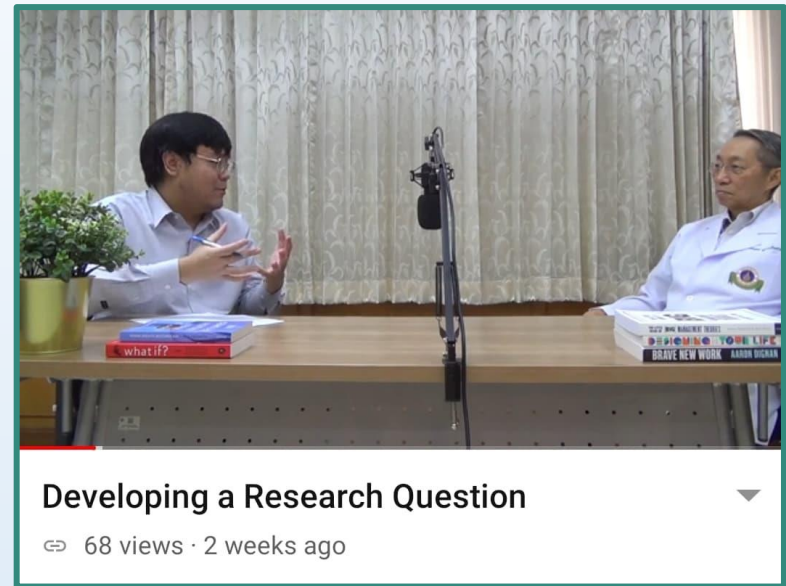 what if?
DESIGNING YOUR LIFE
BRAVE NEW WORK AARON DIGNAN
Developing a Research Question
68 views · 2 weeks ago